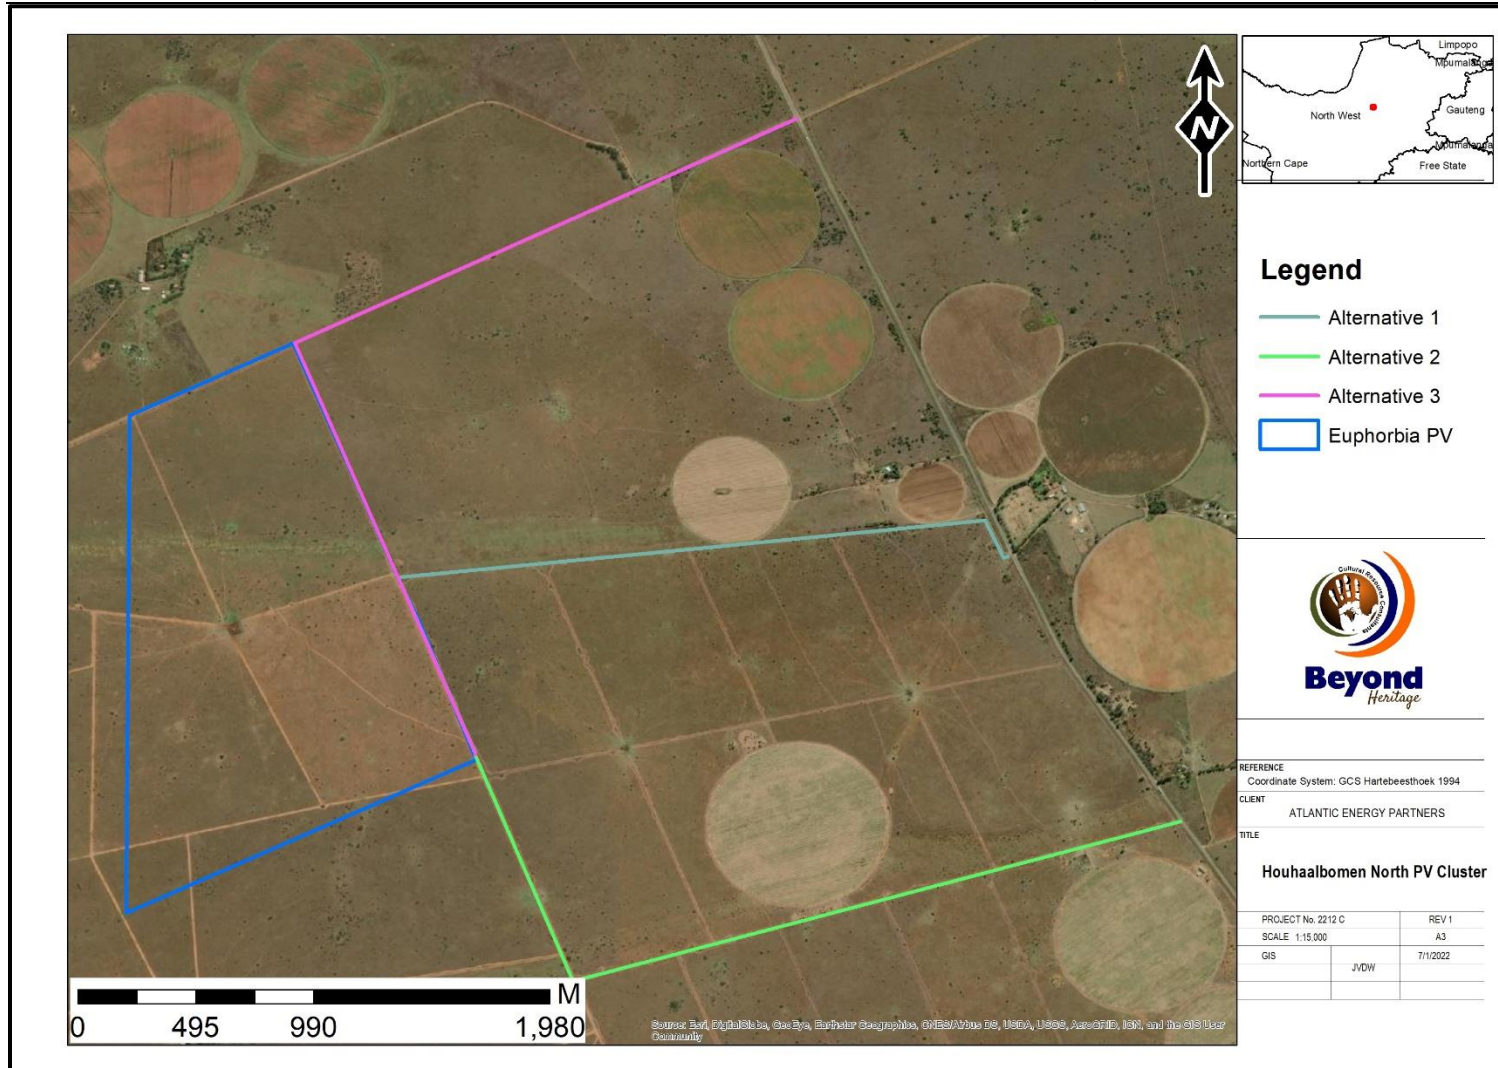 N
Limpopo
Mpumalanga
North West
Gauteng
Mpumalanga
Northern Cape
Free State
Legend
Alternative 1
Alternative 2
Alternative 3
Euphorbia PV
Cultural Resource Consultants
Beyond
Heritage
REFERENCE
Coordinate System: GCS Hartebeesthoek 1994
CLIENT
ATLANTIC ENERGY PARTNERS
TITLE
Houhaalbomen North PV Cluster
PROJECT No. 2212 C REV 1
SCALE 1:15,000 A3
GIS 7/1/2022
JVDW
M
0 495 990 1,980
Source: Esri, DigitalGlobe, GeoEye, Earthstar Geographics, CNES/Airbus DS, USDA, USGS, AeroGRID, IGN, and the GIS User
Community